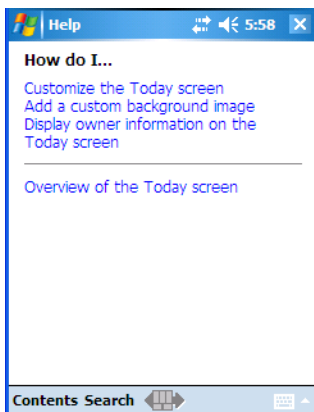 Help 5:58
How do I...
Customize the Today screen
Add a custom background image
Display owner information on the
Today screen
Overview of the Today screen
Contents Search